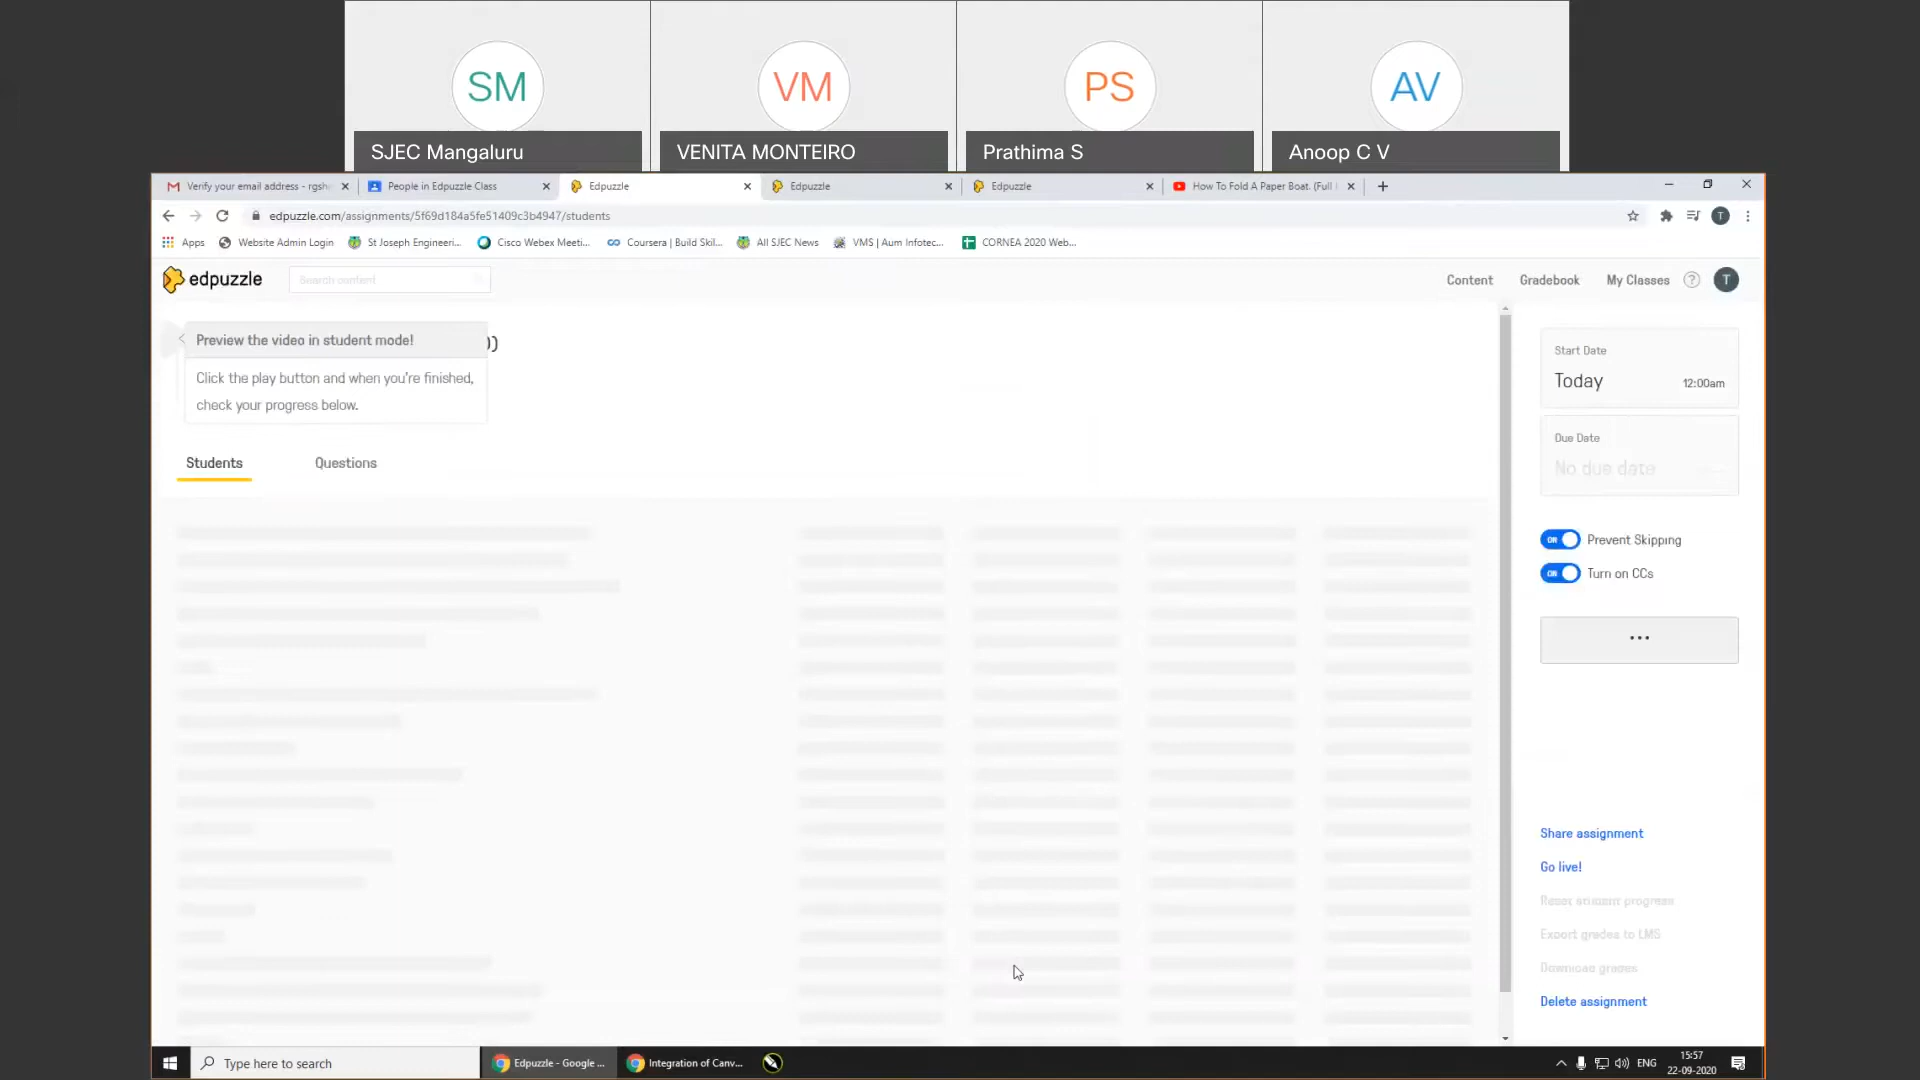 SM
VM
PS
AV
SJEC Mangaluru
VENITA MONTEIRO
Prathima S
Anoop C V
Verify your email address - rgsh
People in Edpuzzle Class
Edpuzzle
Edpuzzle
Edpuzzle
How To Fold A Paper Boat. (Full
edpuzzle.com/assignments/5f69d184a5fe51409c3b4947/students
T
Apps
Website Admin Login
St Joseph Engineeri...
Cisco Webex Meeti...
Coursera | Build Skil...
All SJEC News
VMS | Aum Infotec...
CORNEA 2020 Web...
edpuzzle
Search content
Content
Gradebook
My Classes
?
T
Preview the video in student mode!
))
Click the play button and when you're finished,
check your progress below.
Students
Questions
Start Date
Today
12:00am
Due Date
No due date
ON
Prevent Skipping
ON
Turn on CCs
...
Share assignment
Go live!
Reset student progress
Export grades to LMS
Download grades
Delete assignment
Type here to search
Edpuzzle - Google ...
Integration of Canv...
ENG
15:57
22-09-2020